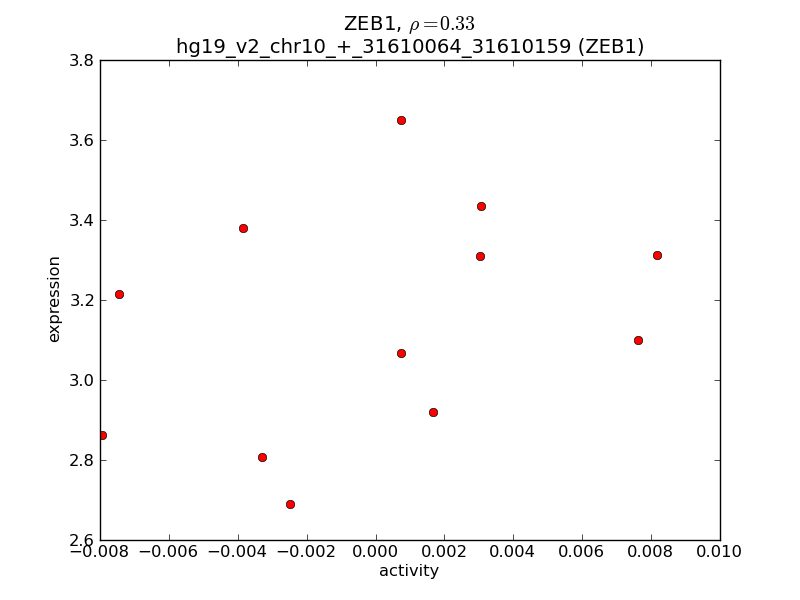 ZEB1, ρ=0.33
hg19_v2_chr10_+_31610064_31610159 (ZEB1)
3.8
3.6
3.4
3.2
3.0
2.8
2.6
expression
−0.008 −0.006 −0.004 −0.002 0.000 0.002 0.004 0.006 0.008 0.010
activity